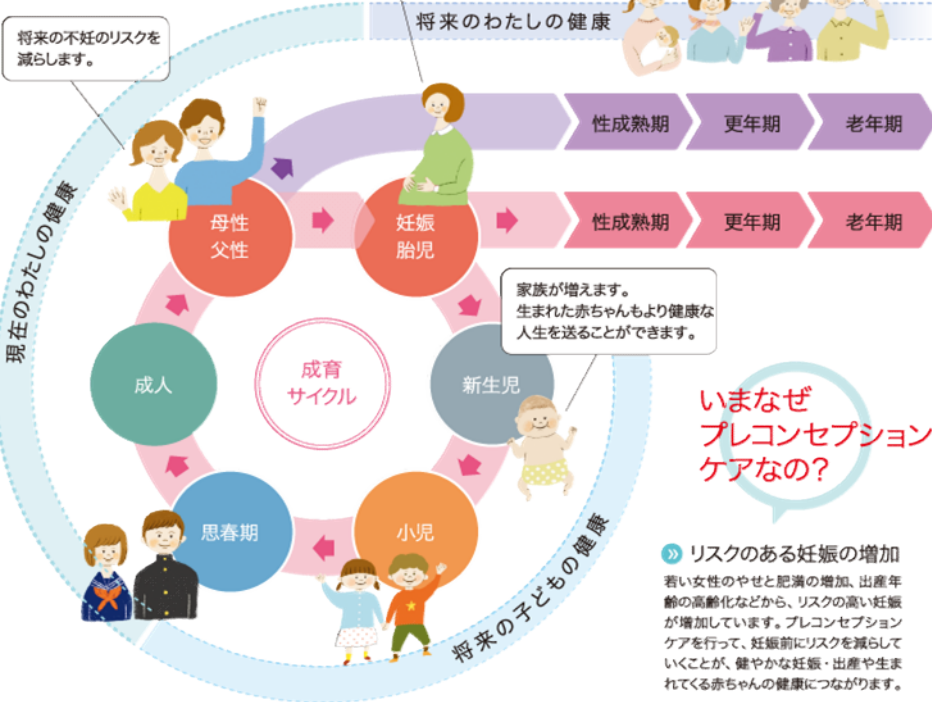 将来のわたしの健康
将来の不妊のリスクを
減らします。
性成熟期
更年期
老年期
母性
父性
妊娠
胎児
性成熟期
更年期
老年期
現在のわたしの健康
家族が増えます。
生まれた赤ちゃんもより健康な
人生を送ることができます。
成人
成育
サイクル
新生児
思春期
小児
将来の子どもの健康
いまなぜ
プレコンセプション
ケアなの？
リスクのある妊娠の増加
若い女性のやせと肥満の増加、出産年
齢の高齢化などから、リスクの高い妊娠
が増加しています。プレコンセプション
ケアを行って、妊娠前にリスクを減らして
いくことが、健やかな妊娠・出産や生ま
れてくる赤ちゃんの健康につながります。